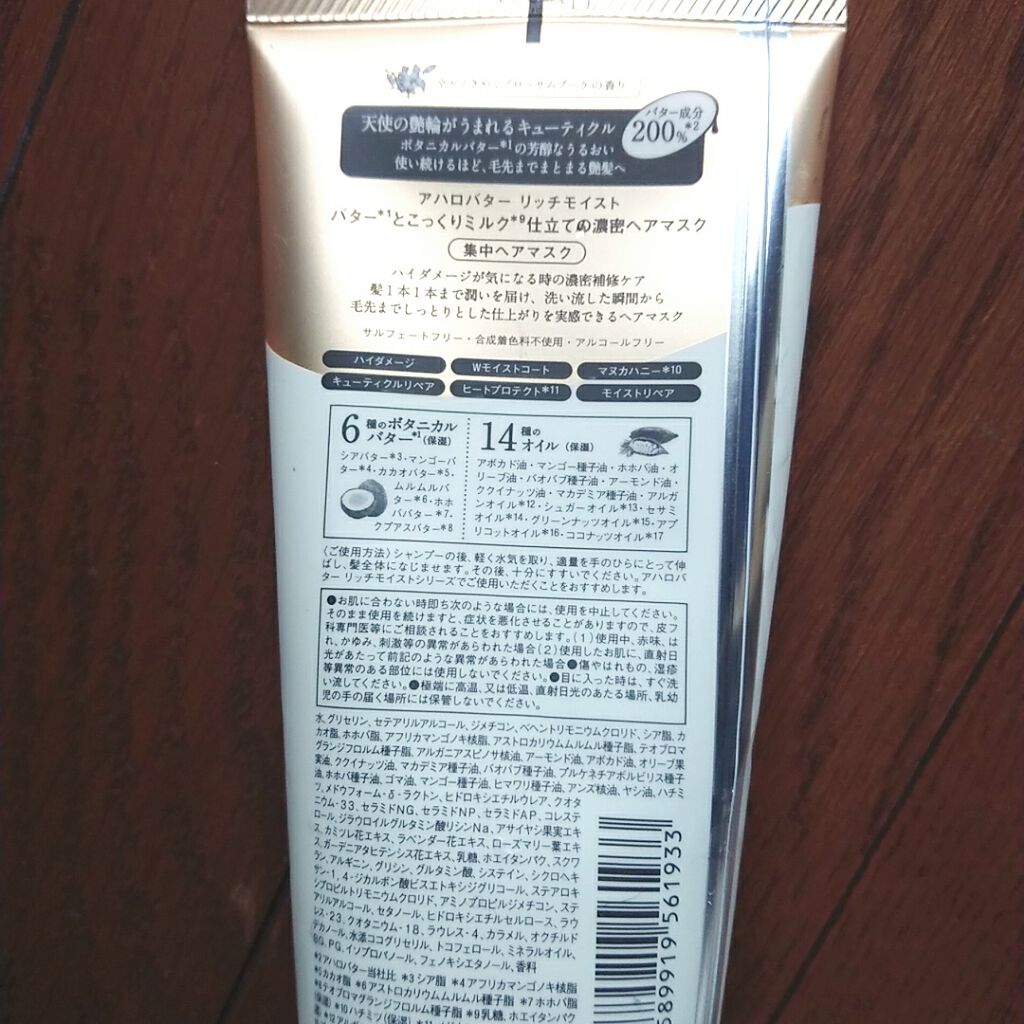 の香り
天使の艶輪がうまれるキューティクル
ボタニカルバター*1の芳醇なうるおい
使い続けるほど、毛先までまとまる艶髪へ
バター成分
200%*2
アハロバター リッチモイスト
バター*1とこっくりミルク*9仕立ての濃密ヘアマスク
集中ヘアマスク
ハイダメージが気になる時の濃密補修ケア
髪1本1本まで潤いを届け、洗い流した瞬間から
毛先までしっとりとした仕上がりを実感できるヘアマスク
サルフェートフリー・合成着色料不使用・アルコールフリー
ハイダメージ Wモイストコート マヌカハニー*10
キューティクルリペア ヒートプロテクト*11 モイストリペア
6種のボタニカル
バター*1(保湿)
シアバター*3・マンゴーバ
ター*4・カカオバター*5・
ムルムルバ
ター*6・ホホ
バター*7・
クプアスバター*8
14種の
オイル(保湿)
アボカド油・マンゴー種子油・ホホバ油・オ
リーブ油・バオバブ種子油・アーモンド油・
ククイナッツ油・マカデミア種子油・アルガ
ンオイル*12・シュガーオイル*13・セサミ
オイル*14・グリーンナッツオイル*15・アプ
リコットオイル*16・ココナッツオイル*17
〈ご使用方法〉シャンプーの後、軽く水気を取り、適量を手のひらにとって伸
ばし、髪全体になじませます。その後、十分にすすいでください。アハロバ
ター リッチモイストシリーズでご使用いただくことをおすすめします。
●お肌に合わない時即ち次のような場合には、使用を中止してください。
そのまま使用を続けますと、症状を悪化させることがありますので、皮フ
科専門医等にご相談されることをおすすめします。(1)使用中、赤味、は
れ、かゆみ、刺激等の異常があらわれた場合(2)使用したお肌に、直射日
光があたって前記のような異常があらわれた場合●傷やはれもの、湿疹
等異常のある部位には使用しないでください。●目に入った時は、すぐ洗
い流してください。●極端に高温、又は低温、直射日光のあたる場所、乳幼
児の手の届く場所には保管しないでください。
水、グリセリン、セテアリルアルコール、ジメチコン、ベヘントリモニウムクロリド、シア脂、カ
カオ脂、ホホバ脂、アフリカマンゴノキ核脂、アストロカリウムムルムル種子脂、テオブロマ
グランジフロルム種子脂、アルガニアスピノサ核油、アーモンド油、アボカド油、オリーブ果
実油、ククイナッツ油、マカデミア種子油、バオバブ種子油、プルケネチアボルビリス種子
油、ホホバ種子油、ゴマ油、マンゴー種子油、ヒマワリ種子油、アンズ核油、ヤシ油、ハチミ
ツ、メドウフォーム-δ-ラクトン、ヒドロキシエチルウレア、クオタ
ニウム-33、セラミドNG、セラミドNP、セラミドAP、コレステ
ロール、ジラウロイルグルタミン酸リシンNa、アサイヤシ果実エキ
ス、カミツレ花エキス、ラベンダー花エキス、ローズマリー葉エキ
ス、ガーデニアタヒテンシス花エキス、乳糖、ホエイタンパク、スクワ
ラン、アルギニン、グリシン、グルタミン酸、システイン、シクロヘキ
サン-1,4-ジカルボン酸ビスエトキシジグリコール、ステアロキ
シプロピルトリモニウムクロリド、アミノプロピルジメチコン、ステ
アリルアルコール、セタノール、ヒドロキシエチルセルロース、ラウ
レス-23、クオタニウム-18、ラウレス-4、カラメル、オクチルド
デカノール、水添ココグリセリル、トコフェロール、ミネラルオイル、
BG、PG、イソプロパノール、フェノキシエタノール、香料
*2アハロバター当社比 *3シア脂 *4アフリカマンゴノキ核脂
*5カカオ脂 *6アストロカリウムムルムル種子脂 *7ホホバ脂
*8テオブロマグランジフロルム種子脂 *9乳糖、ホエイタンパク
(保湿) *10ハチミツ(保湿)
589919 561933